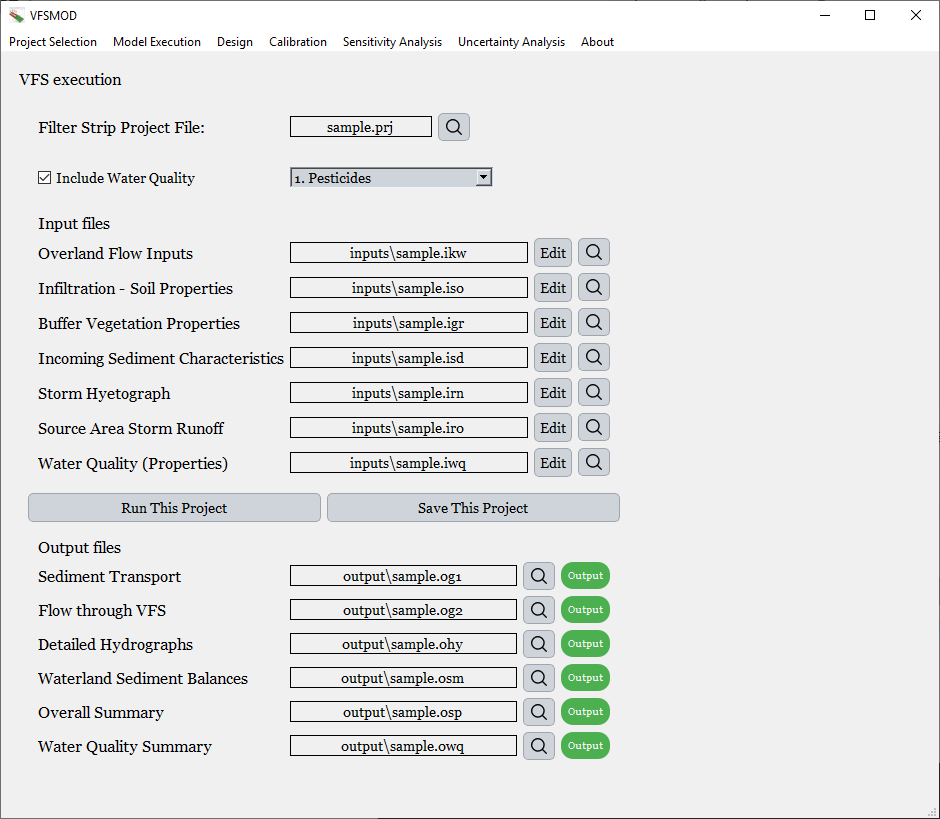 VFSMOD
Project Selection Model Execution Design Calibration Sensitivity Analysis Uncertainty Analysis About
VFS execution
Filter Strip Project File: sample.prj
Include Water Quality 1. Pesticides
Input files
Overland Flow Inputs inputs\sample.ikw Edit
Infiltration - Soil Properties inputs\sample.iso Edit
Buffer Vegetation Properties inputs\sample.igr Edit
Incoming Sediment Characteristics inputs\sample.isd Edit
Storm Hyetograph inputs\sample.irn Edit
Source Area Storm Runoff inputs\sample.iro Edit
Water Quality (Properties) inputs\sample.iwq Edit
Run This Project Save This Project
Output files
Sediment Transport output\sample.og1 Output
Flow through VFS output\sample.og2 Output
Detailed Hydrographs output\sample.ohy Output
Waterland Sediment Balances output\sample.osm Output
Overall Summary output\sample.osp Output
Water Quality Summary output\sample.owq Output